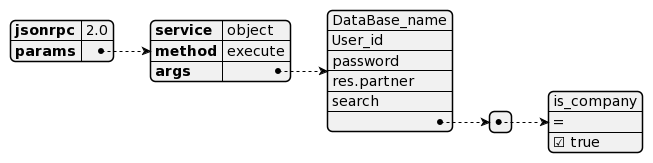 jsonrpc 2.0
params
service object
method execute
args
DataBase_name
User_id
password
res.partner
search
is_company
=
☑ true